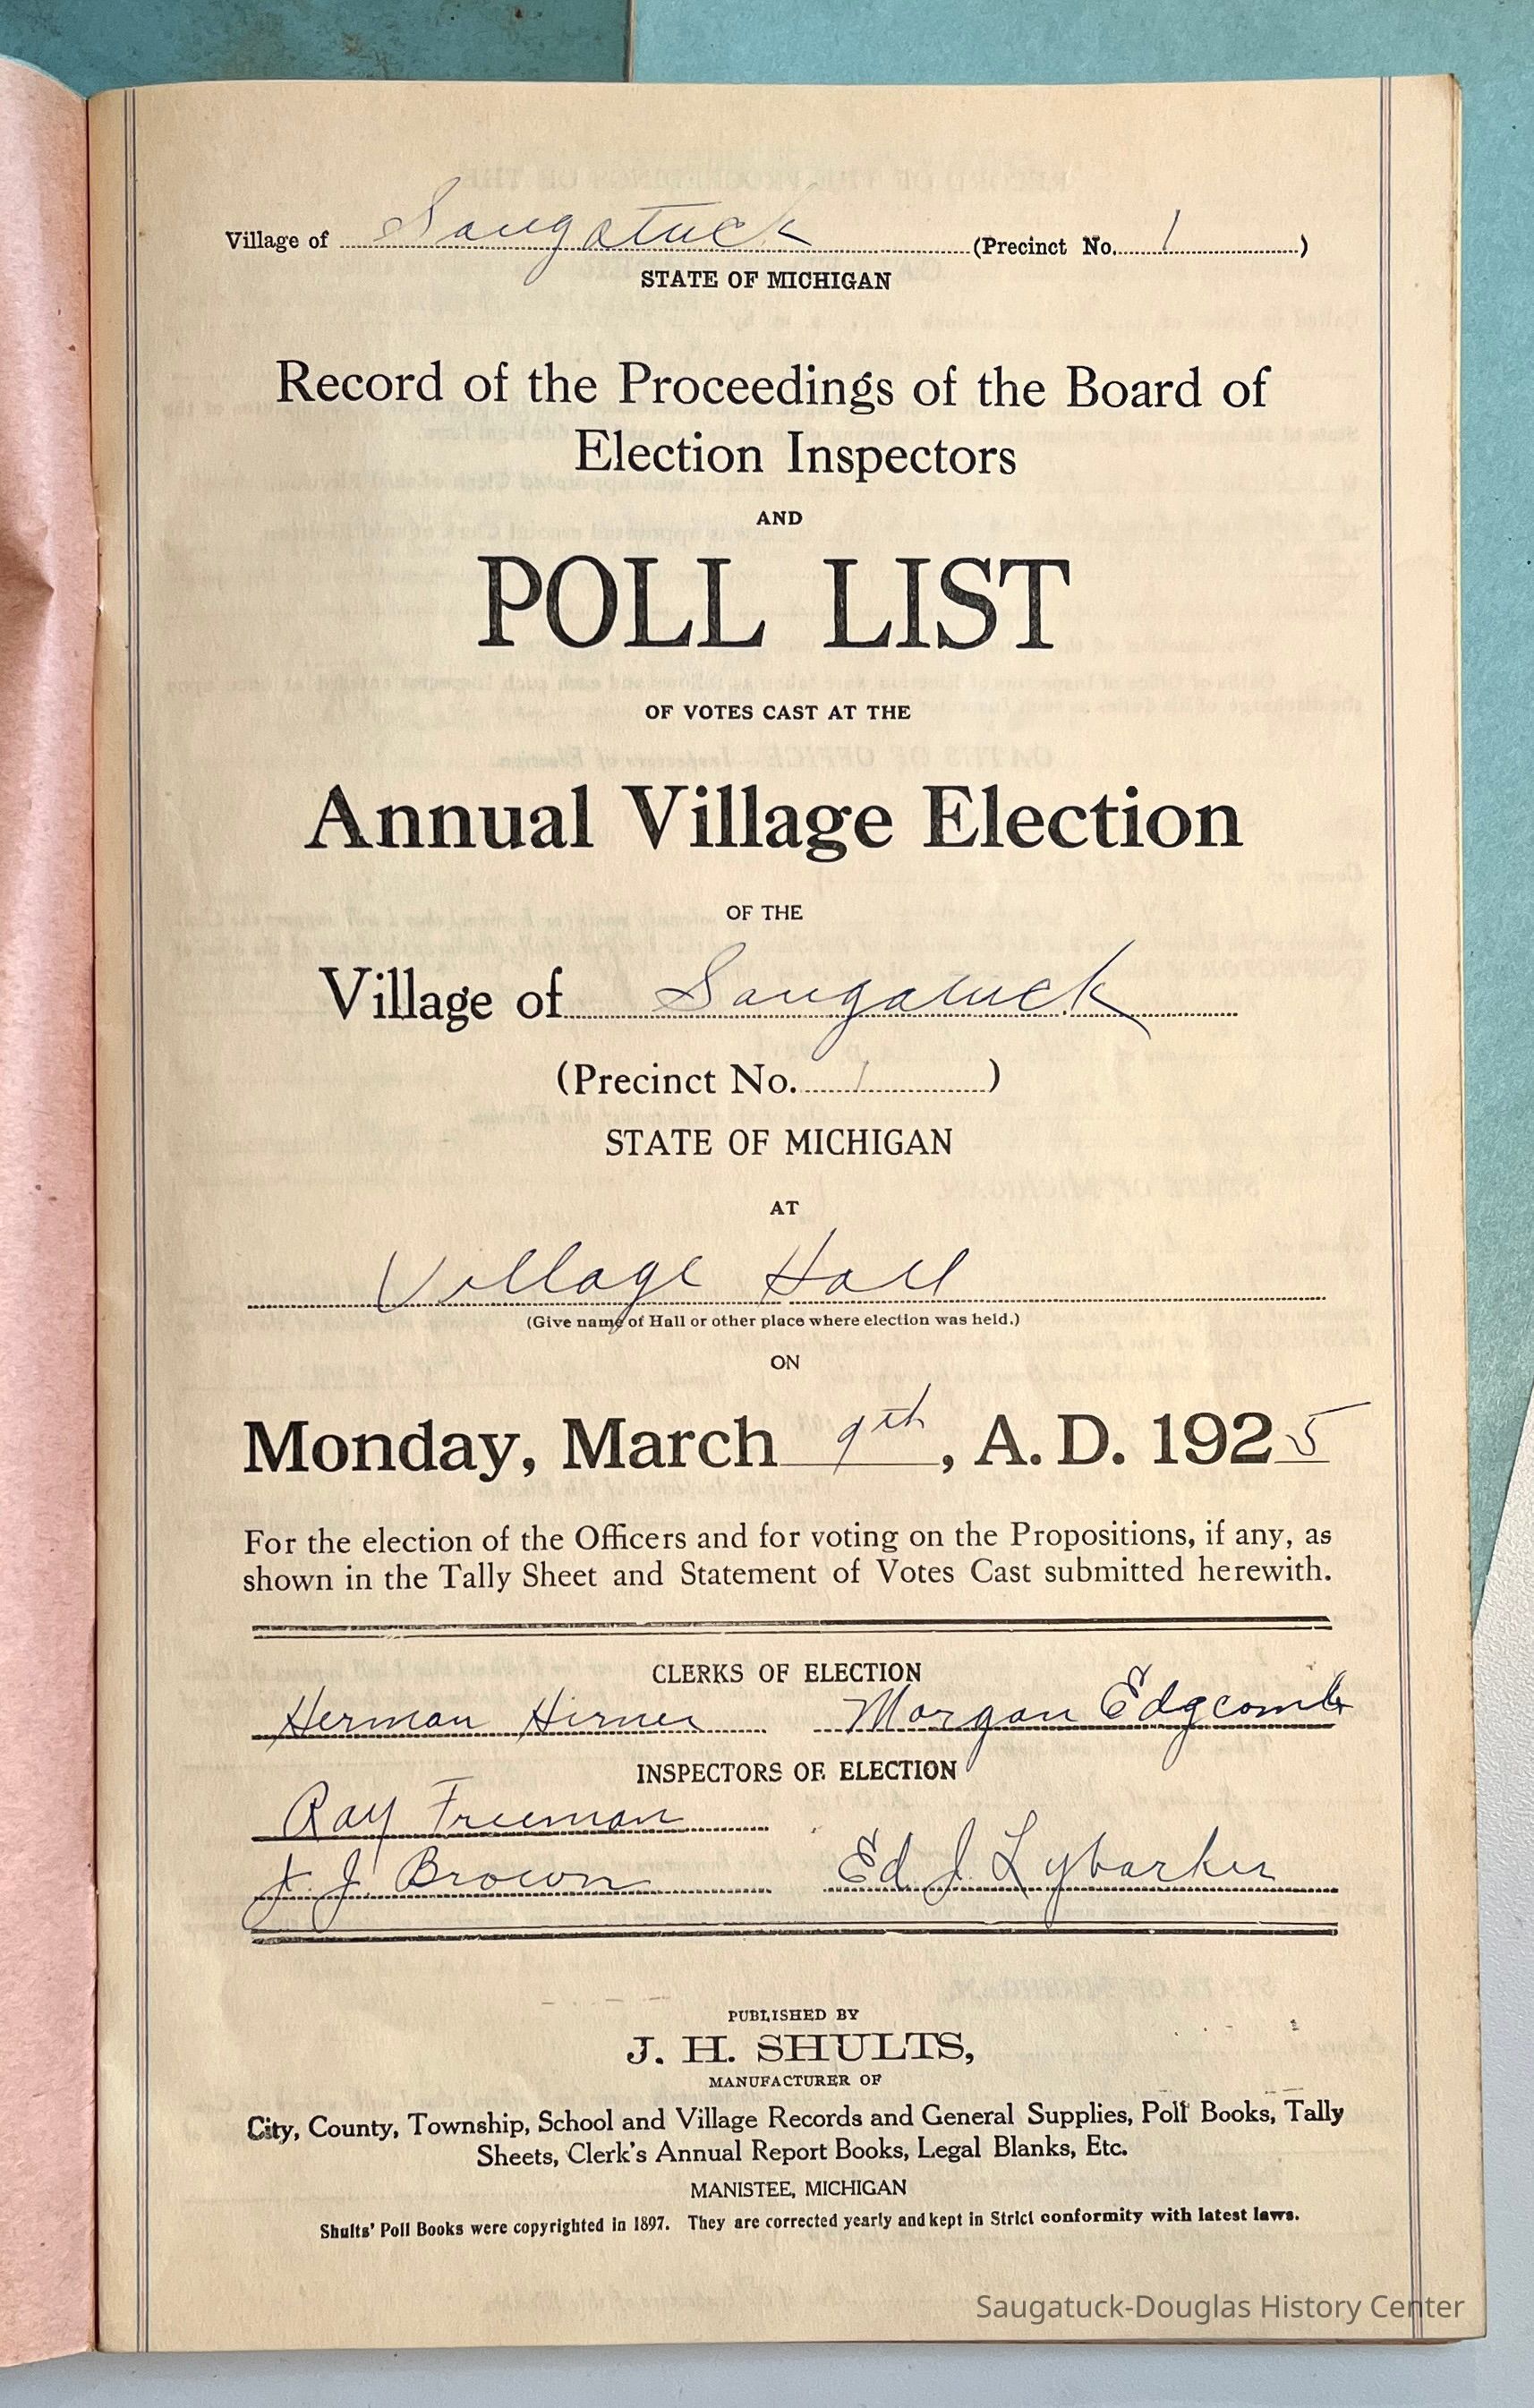 Village of Saugatuck (Precinct No. 1 )
STATE OF MICHIGAN
Record of the Proceedings of the Board of
Election Inspectors
AND
POLL LIST
OF VOTES CAST AT THE
Annual Village Election
OF THE
Village of Saugatuck
(Precinct No. 1 )
STATE OF MICHIGAN
AT
Village Hall
(Give name of Hall or other place where election was held.)
ON
Monday, March 9th, A. D. 1925
For the election of the Officers and for voting on the Propositions, if any, as
shown in the Tally Sheet and Statement of Votes Cast submitted herewith.
CLERKS OF ELECTION
Herman Hirner Morgan Edgcomb
INSPECTORS OF ELECTION
Ray Freeman
J. Brown Ed J. Lybarker
PUBLISHED BY
J. H. SHULTS,
MANUFACTURER OF
City, County, Township, School and Village Records and General Supplies, Poll Books, Tally
Sheets, Clerk's Annual Report Books, Legal Blanks, Etc.
MANISTEE, MICHIGAN
Shults' Poll Books were copyrighted in 1897. They are corrected yearly and kept in Strict conformity with latest laws.
Saugatuck-Douglas History Center